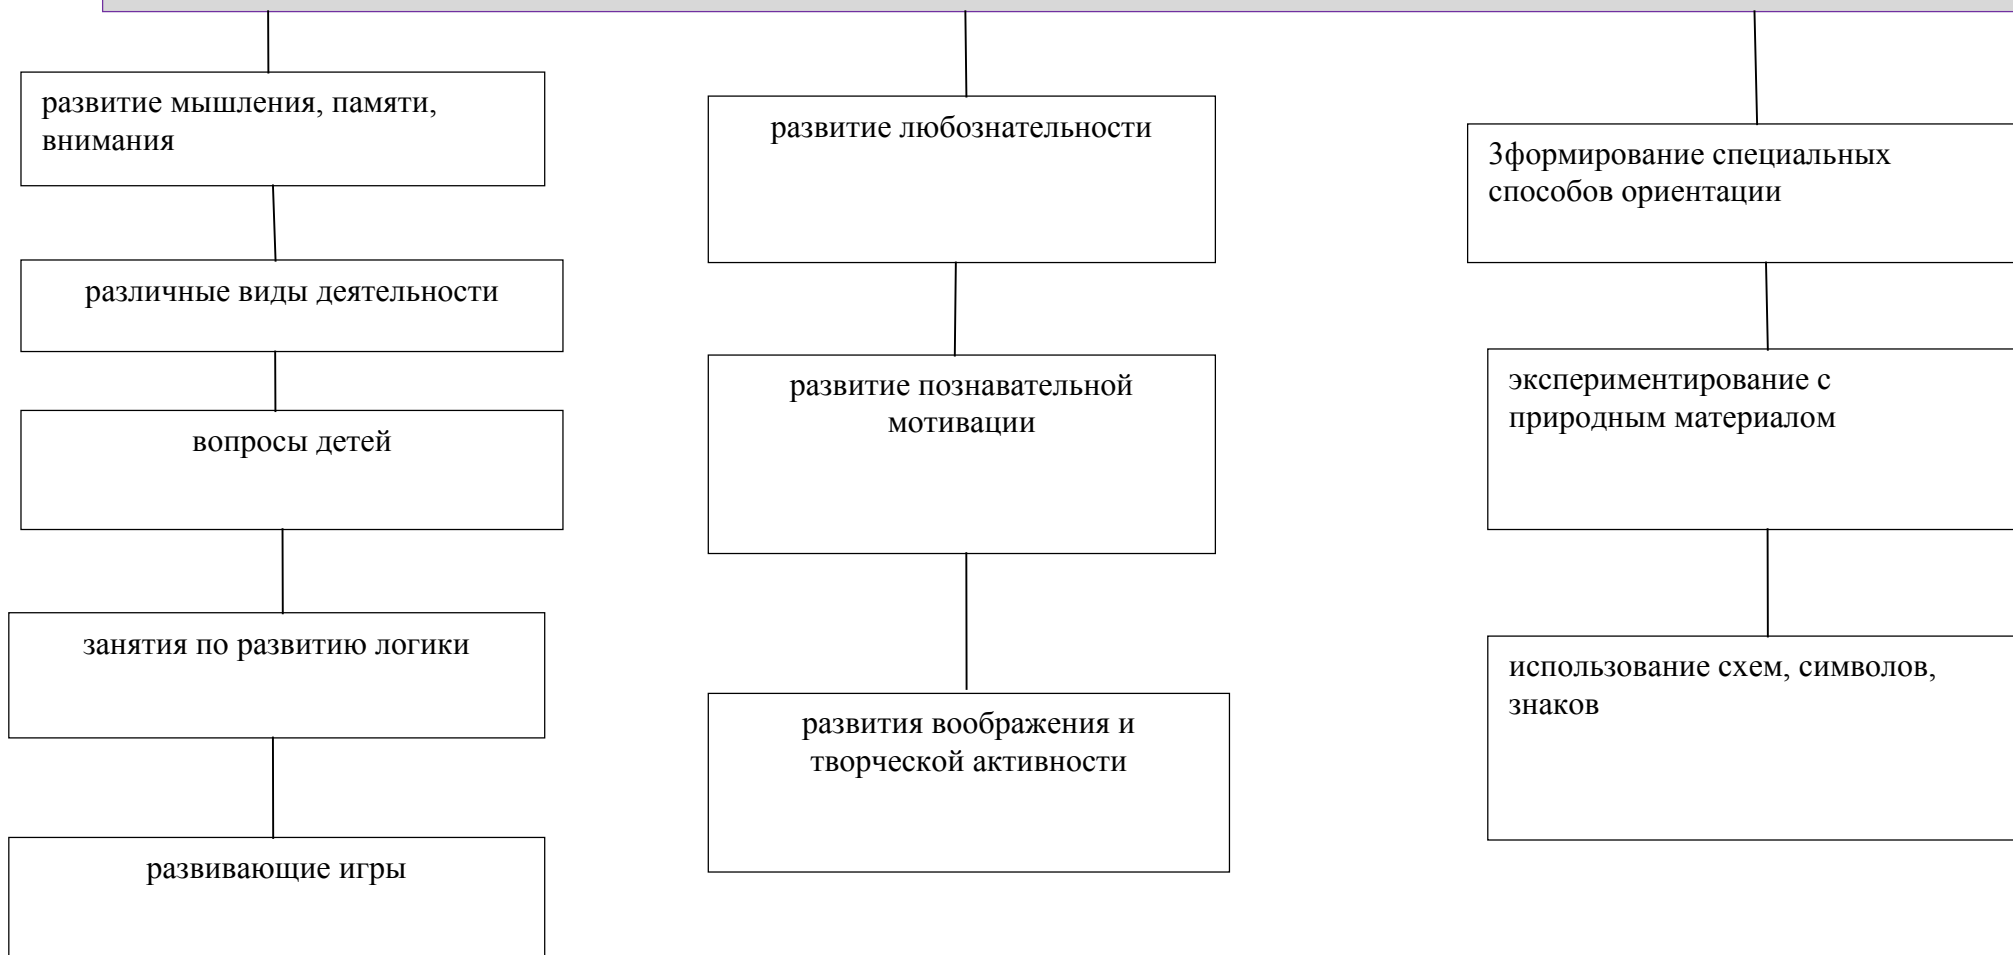 развитие мышления, памяти,
внимания
различные виды деятельности
вопросы детей
занятия по развитию логики
развивающие игры
развитие любознательности
развитие познавательной
мотивации
развития воображения и
творческой активности
3формирование специальных
способов ориентации
экспериментирование с
природным материалом
использование схем, символов,
знаков